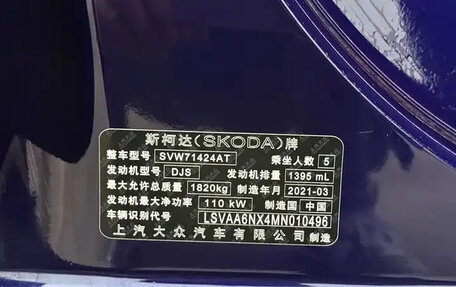 斯柯达(SKODA)牌
整车型号 SVW71424AT 乘坐人数 5
发动机型号 DJS 发动机排量 1395 mL
最大允许总质量 1820kg 制造年月 2021-03
发动机最大净功率 110 kW 制造国 中国
车辆识别代号 LSVAA6NX4MN010496
上汽大众汽车有限公司 制造